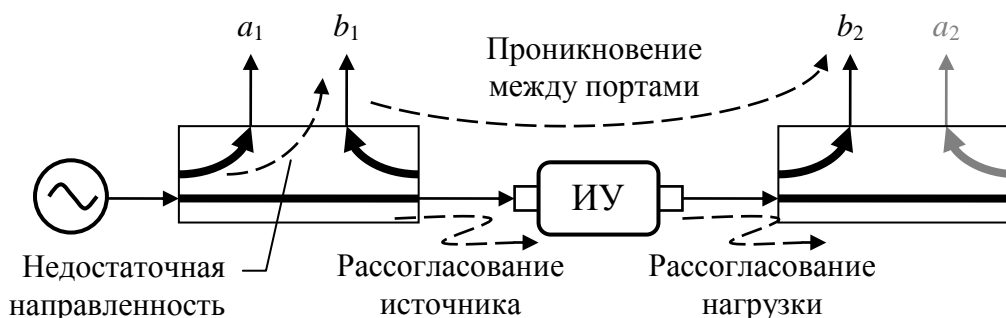 a1 b1 b2 a2
Проникновение
между портами
ИУ
Недостаточная
направленность
Рассогласование
источника
Рассогласование
нагрузки